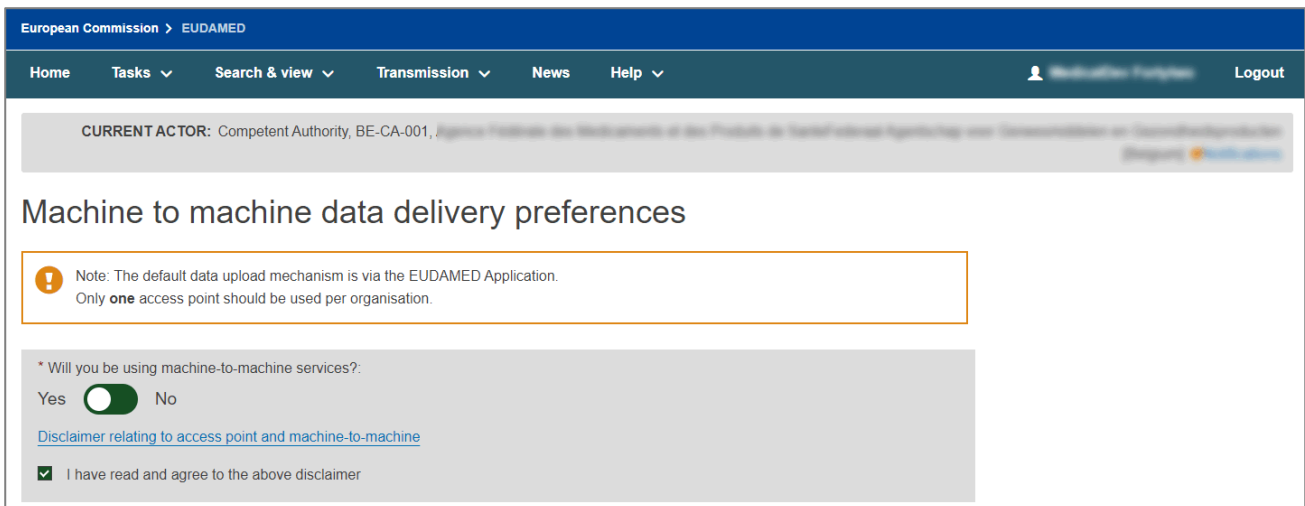 European Commission > EUDAMED
Home Tasks Search & view Transmission News Help Logout
CURRENT ACTOR: Competent Authority, BE-CA-001,
Machine to machine data delivery preferences
Note: The default data upload mechanism is via the EUDAMED Application.
Only one access point should be used per organisation.
* Will you be using machine-to-machine services?:
Yes No
Disclaimer relating to access point and machine-to-machine
I have read and agree to the above disclaimer